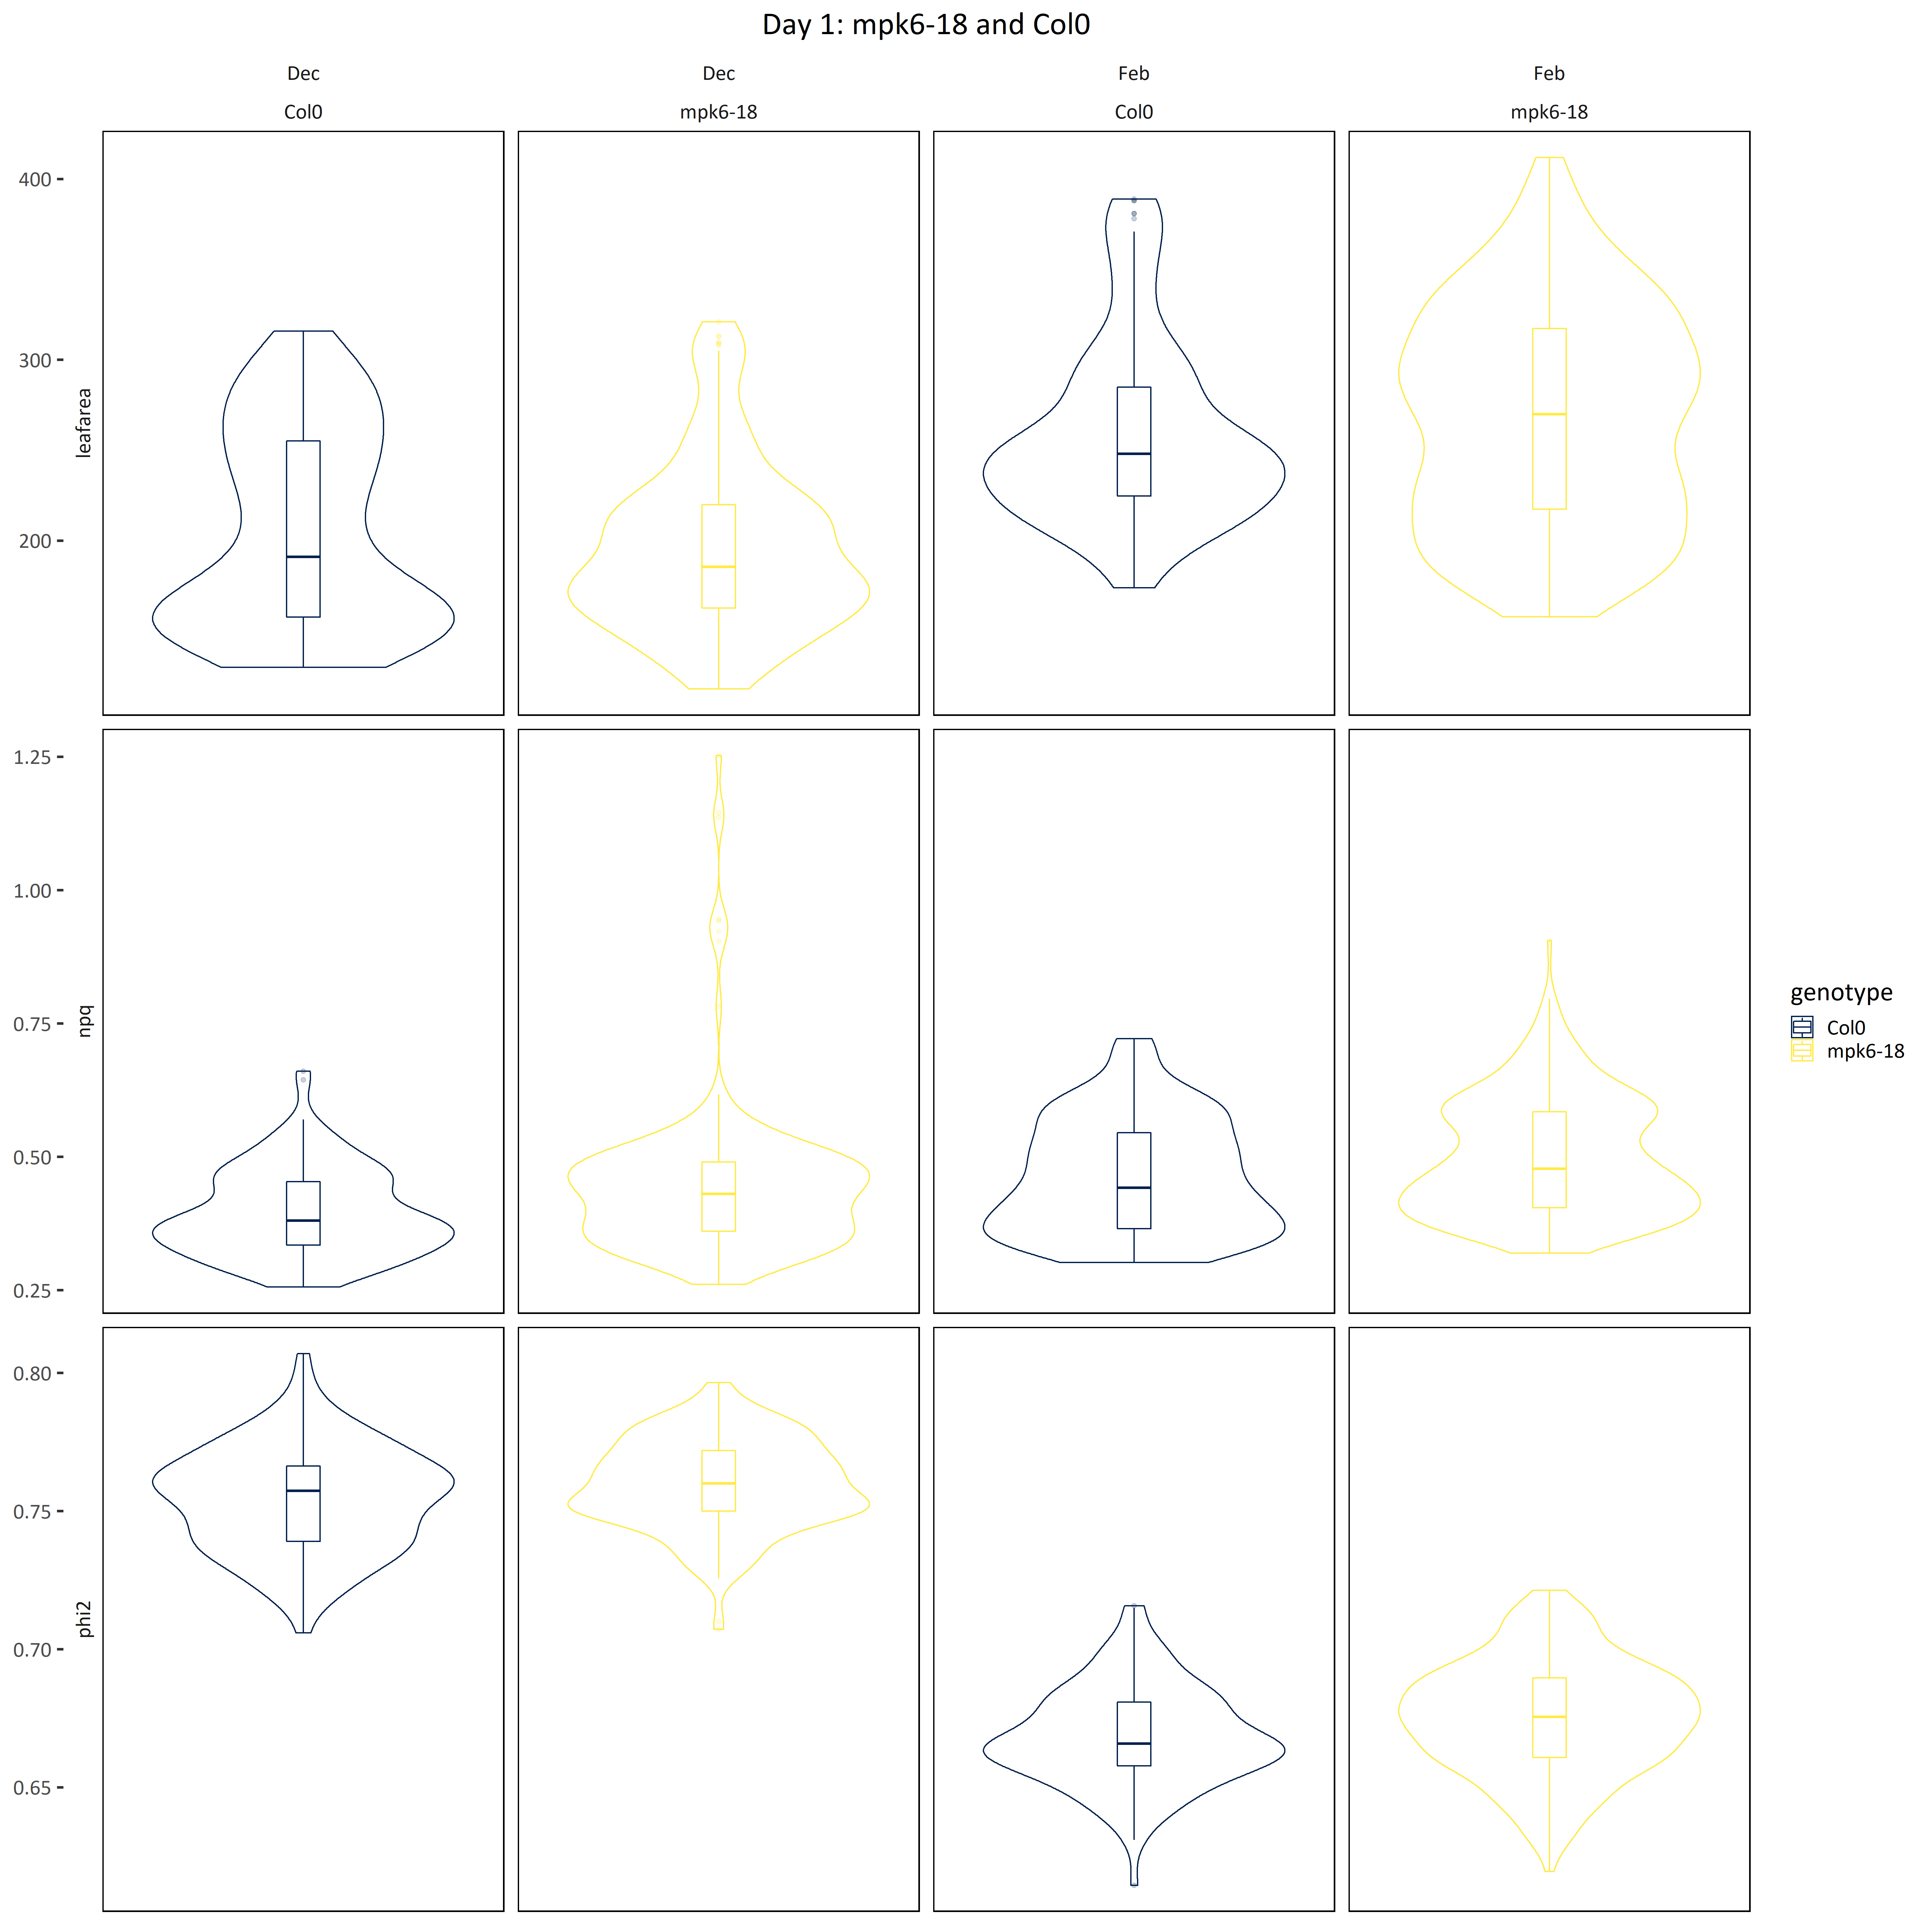 Day 1: mpk6-18 and Col0
Dec
Dec
Feb
Feb
Col0
mpk6-18
Col0
mpk6-18
400
300
200
leafarea
1.25
1.00
0.75
0.50
0.25
npq
0.80
0.75
0.70
0.65
phi2
genotype
Col0
mpk6-18